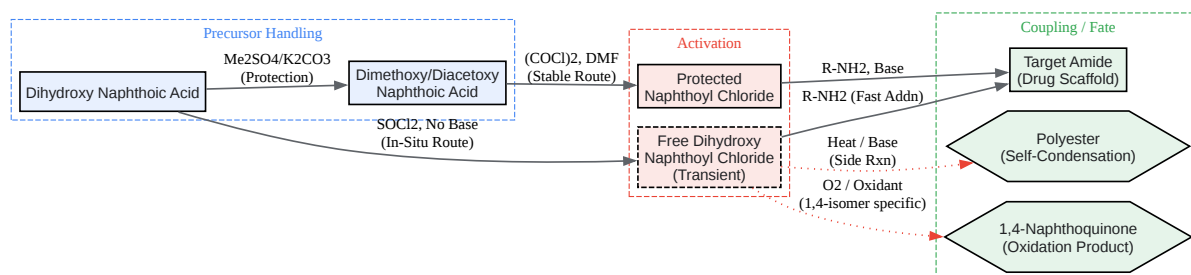 Precursor Handling
Dihydroxy Naphthoic Acid
Me2SO4/K2CO3
(Protection)
Dimethoxy/Diacetoxy
Naphthoic Acid
(COCl)2, DMF
(Stable Route)
SOCl2, No Base
(In-Situ Route)
Activation
Protected
Naphthoyl Chloride
Free Dihydroxy
Naphthoyl Chloride
(Transient)
R-NH2, Base
R-NH2 (Fast Addn)
Heat / Base
(Side Rxn)
O2 / Oxidant
(1,4-isomer specific)
Coupling / Fate
Target Amide
(Drug Scaffold)
Polyester
(Self-Condensation)
1,4-Naphthoquinone
(Oxidation Product)